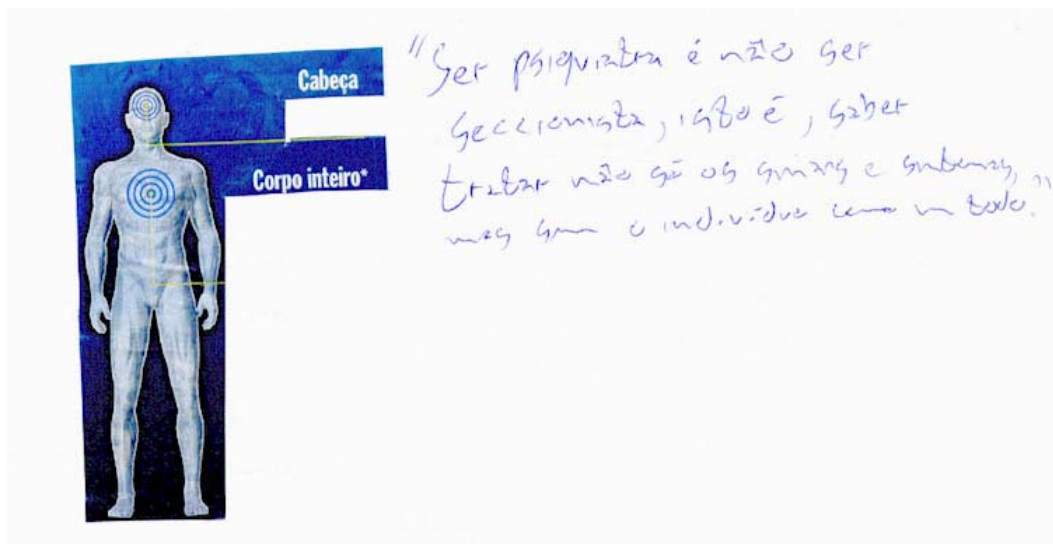 Cabeça
Corpo inteiro*
"Ser psiquiatra é não ser
seccionista, isto é, saber
tratar não só os sinais e sintomas,
mas sim o indivíduo como um todo."